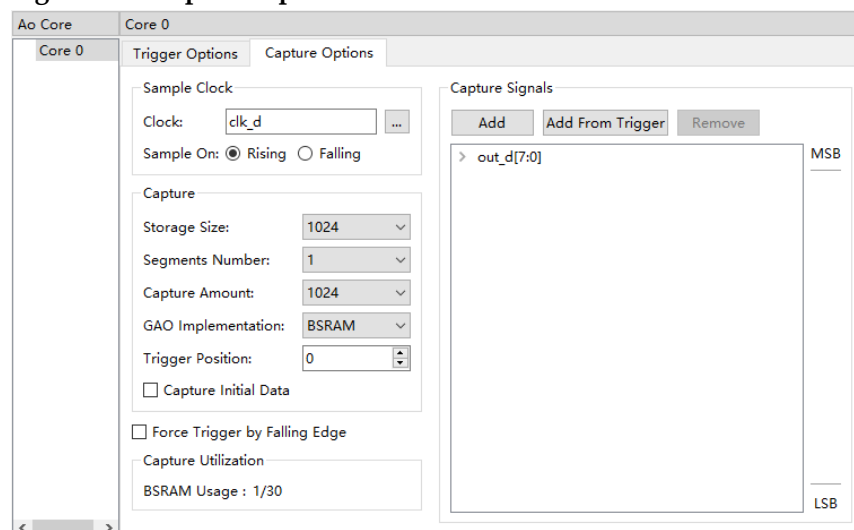 Ao Core
Core 0
Core 0
Trigger Options
Capture Options
Sample Clock
Clock:
clk_d
...
Sample On:
Rising
Falling
Capture
Storage Size:
1024
Segments Number:
1
Capture Amount:
1024
GAO Implementation:
BSRAM
Trigger Position:
0
Capture Initial Data
Force Trigger by Falling Edge
Capture Utilization
BSRAM Usage : 1/30
Capture Signals
Add
Add From Trigger
Remove
out_d[7:0]
MSB
LSB